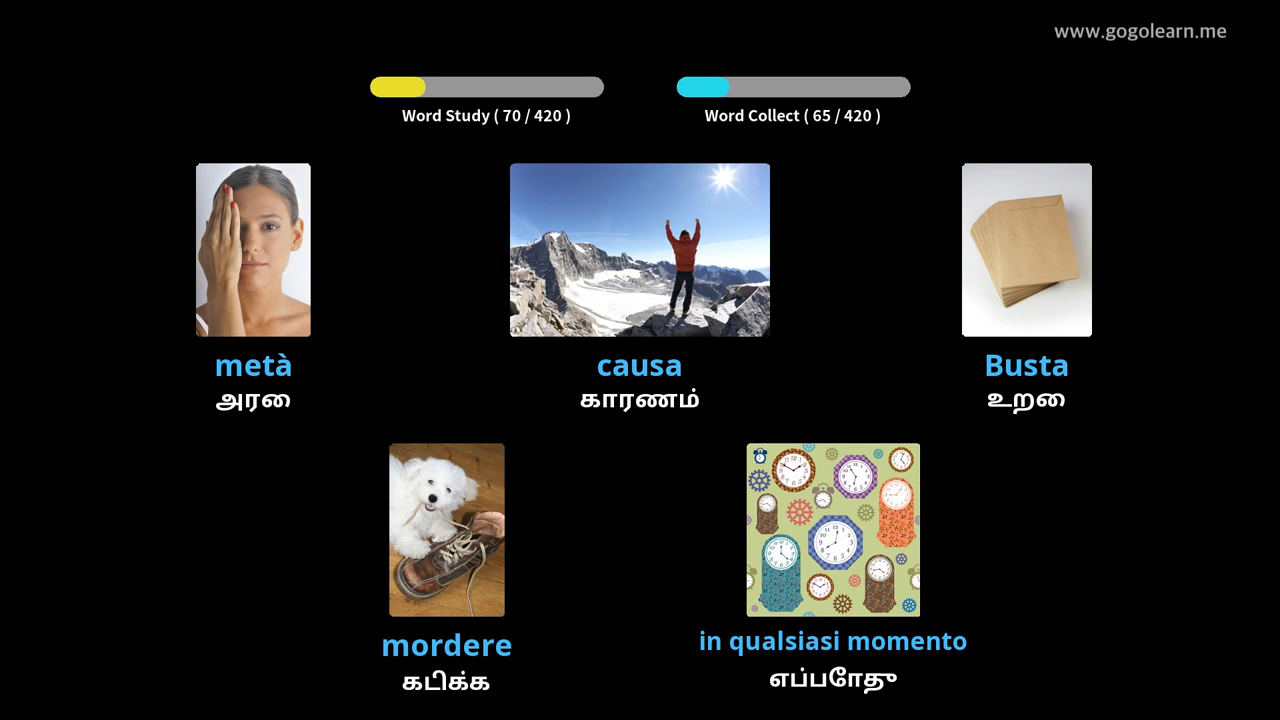 www.gogolearn.me
Word Study ( 70 / 420 )
Word Collect ( 65 / 420 )
metà
அரை
causa
காரணம்
Busta
உறை
mordere
கடிக்க
in qualsiasi momento
எப்போது